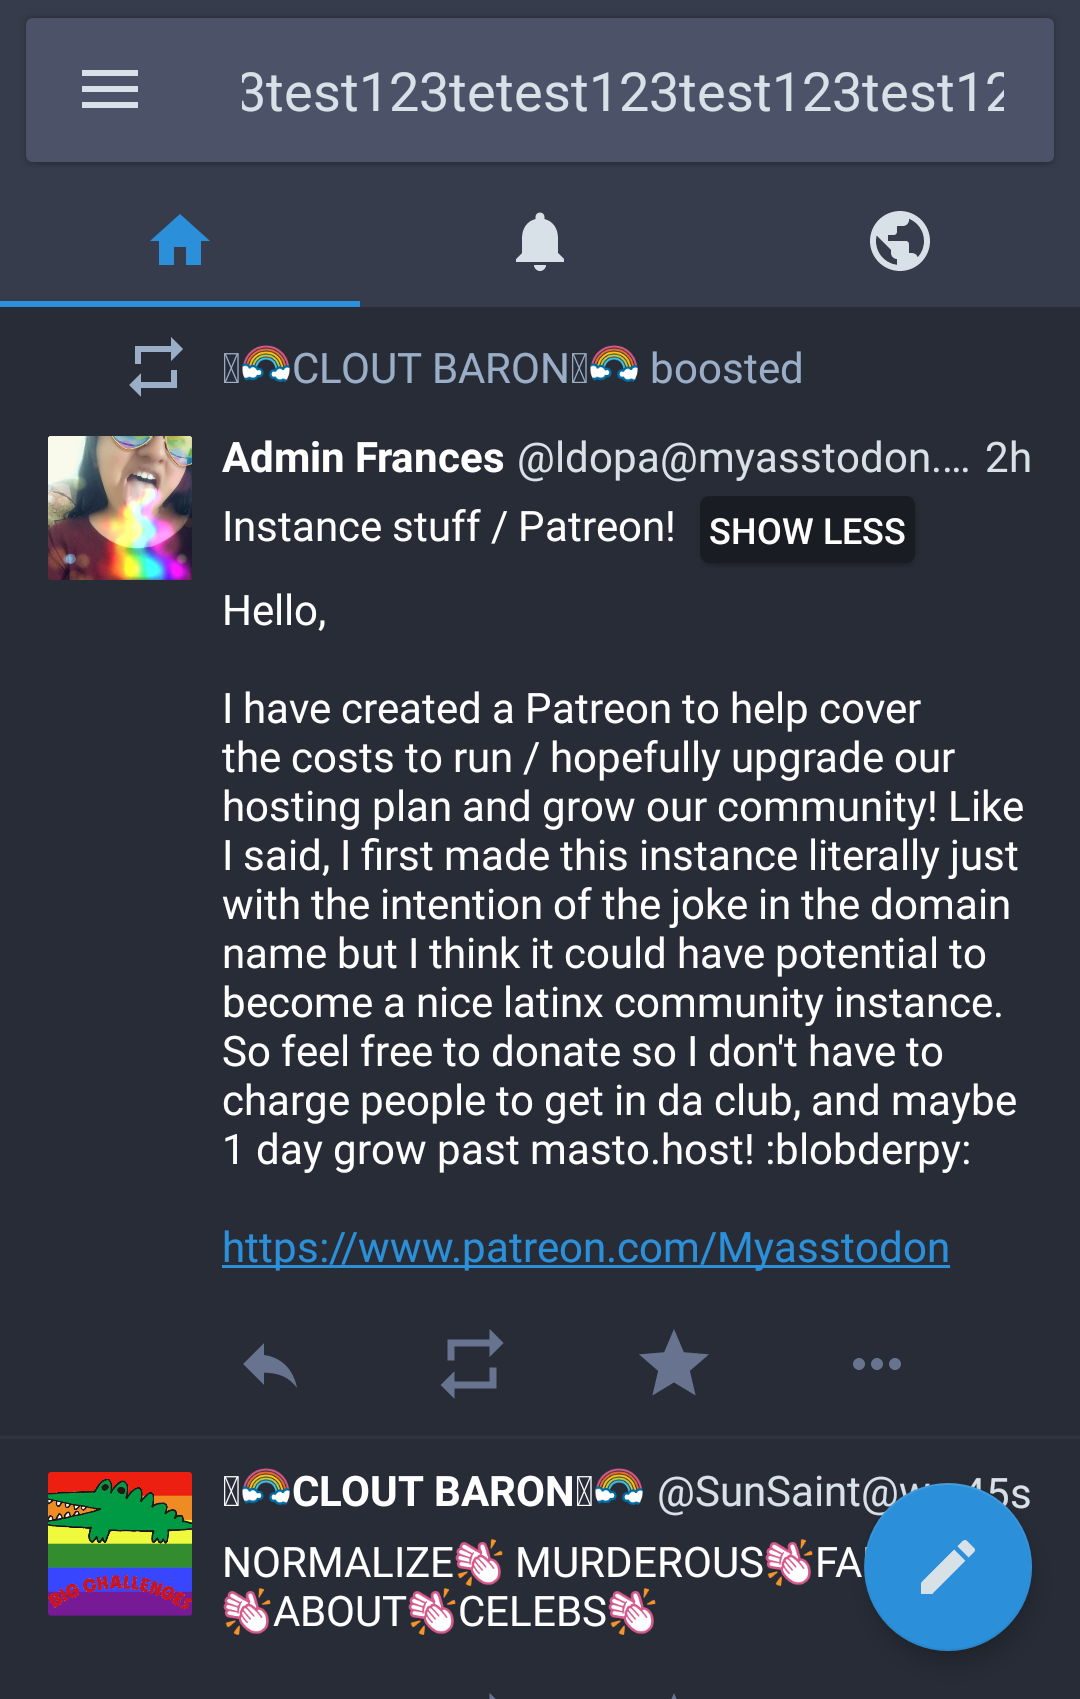 3test123tetest123test123test12
🌈CLOUT BARON🌈 boosted
Admin Frances @ldopa@myasstodon.... 2h
Instance stuff / Patreon! SHOW LESS
Hello,
I have created a Patreon to help cover
the costs to run / hopefully upgrade our
hosting plan and grow our community! Like
I said, I first made this instance literally just
with the intention of the joke in the domain
name but I think it could have potential to
become a nice latinx community instance.
So feel free to donate so I don't have to
charge people to get in da club, and maybe
1 day grow past masto.host! :blobderpy:
https://www.patreon.com/Myasstodon
🌈CLOUT BARON🌈 @SunSaint@w 45s
NORMALIZE👏 MURDEROUS👏FA
👏ABOUT👏CELEBS👏
BIG CHALLENGES